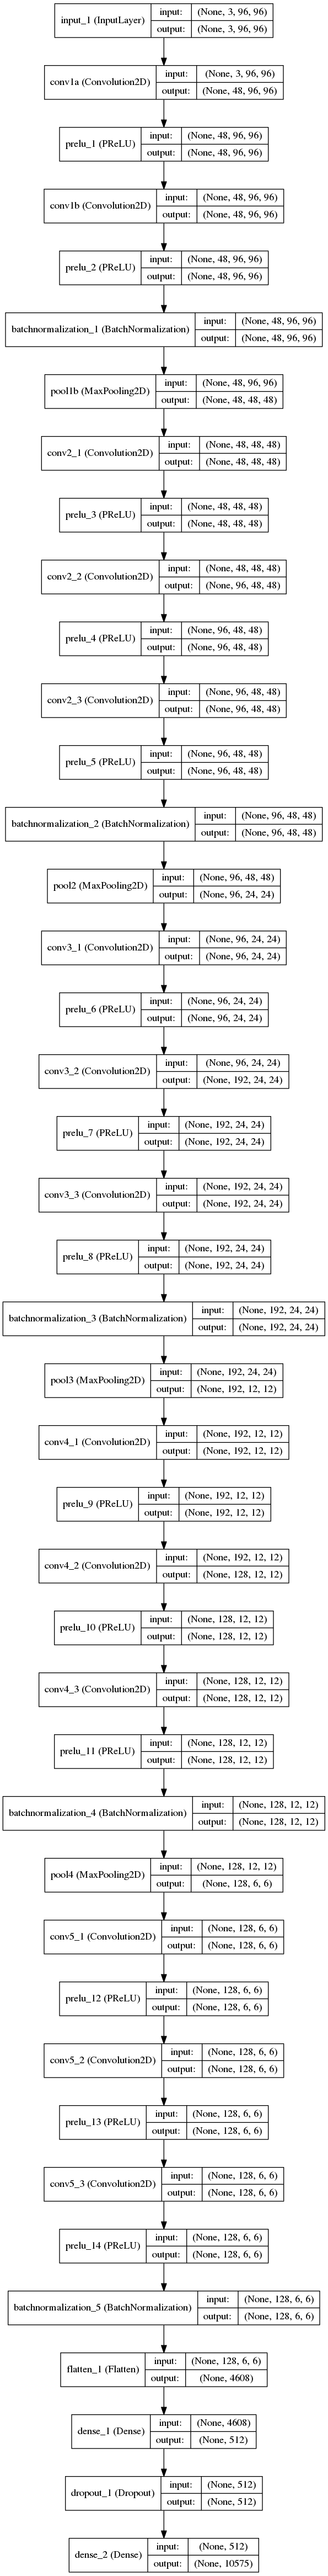 input_1 (InputLayer) input: (None, 3, 96, 96)
output: (None, 3, 96, 96)
conv1a (Convolution2D) input: (None, 3, 96, 96)
output: (None, 48, 96, 96)
prelu_1 (PReLU) input: (None, 48, 96, 96)
output: (None, 48, 96, 96)
conv1b (Convolution2D) input: (None, 48, 96, 96)
output: (None, 48, 96, 96)
prelu_2 (PReLU) input: (None, 48, 96, 96)
output: (None, 48, 96, 96)
batchnormalization_1 (BatchNormalization) input: (None, 48, 96, 96)
output: (None, 48, 96, 96)
pool1b (MaxPooling2D) input: (None, 48, 96, 96)
output: (None, 48, 48, 48)
conv2_1 (Convolution2D) input: (None, 48, 48, 48)
output: (None, 48, 48, 48)
prelu_3 (PReLU) input: (None, 48, 48, 48)
output: (None, 48, 48, 48)
conv2_2 (Convolution2D) input: (None, 48, 48, 48)
output: (None, 96, 48, 48)
prelu_4 (PReLU) input: (None, 96, 48, 48)
output: (None, 96, 48, 48)
conv2_3 (Convolution2D) input: (None, 96, 48, 48)
output: (None, 96, 48, 48)
prelu_5 (PReLU) input: (None, 96, 48, 48)
output: (None, 96, 48, 48)
batchnormalization_2 (BatchNormalization) input: (None, 96, 48, 48)
output: (None, 96, 48, 48)
pool2 (MaxPooling2D) input: (None, 96, 48, 48)
output: (None, 96, 24, 24)
conv3_1 (Convolution2D) input: (None, 96, 24, 24)
output: (None, 96, 24, 24)
prelu_6 (PReLU) input: (None, 96, 24, 24)
output: (None, 96, 24, 24)
conv3_2 (Convolution2D) input: (None, 96, 24, 24)
output: (None, 192, 24, 24)
prelu_7 (PReLU) input: (None, 192, 24, 24)
output: (None, 192, 24, 24)
conv3_3 (Convolution2D) input: (None, 192, 24, 24)
output: (None, 192, 24, 24)
prelu_8 (PReLU) input: (None, 192, 24, 24)
output: (None, 192, 24, 24)
batchnormalization_3 (BatchNormalization) input: (None, 192, 24, 24)
output: (None, 192, 24, 24)
pool3 (MaxPooling2D) input: (None, 192, 24, 24)
output: (None, 192, 12, 12)
conv4_1 (Convolution2D) input: (None, 192, 12, 12)
output: (None, 192, 12, 12)
prelu_9 (PReLU) input: (None, 192, 12, 12)
output: (None, 192, 12, 12)
conv4_2 (Convolution2D) input: (None, 192, 12, 12)
output: (None, 128, 12, 12)
prelu_10 (PReLU) input: (None, 128, 12, 12)
output: (None, 128, 12, 12)
conv4_3 (Convolution2D) input: (None, 128, 12, 12)
output: (None, 128, 12, 12)
prelu_11 (PReLU) input: (None, 128, 12, 12)
output: (None, 128, 12, 12)
batchnormalization_4 (BatchNormalization) input: (None, 128, 12, 12)
output: (None, 128, 12, 12)
pool4 (MaxPooling2D) input: (None, 128, 12, 12)
output: (None, 128, 6, 6)
conv5_1 (Convolution2D) input: (None, 128, 6, 6)
output: (None, 128, 6, 6)
prelu_12 (PReLU) input: (None, 128, 6, 6)
output: (None, 128, 6, 6)
conv5_2 (Convolution2D) input: (None, 128, 6, 6)
output: (None, 128, 6, 6)
prelu_13 (PReLU) input: (None, 128, 6, 6)
output: (None, 128, 6, 6)
conv5_3 (Convolution2D) input: (None, 128, 6, 6)
output: (None, 128, 6, 6)
prelu_14 (PReLU) input: (None, 128, 6, 6)
output: (None, 128, 6, 6)
batchnormalization_5 (BatchNormalization) input: (None, 128, 6, 6)
output: (None, 128, 6, 6)
flatten_1 (Flatten) input: (None, 128, 6, 6)
output: (None, 4608)
dense_1 (Dense) input: (None, 4608)
output: (None, 512)
dropout_1 (Dropout) input: (None, 512)
output: (None, 512)
dense_2 (Dense) input: (None, 512)
output: (None, 10575)